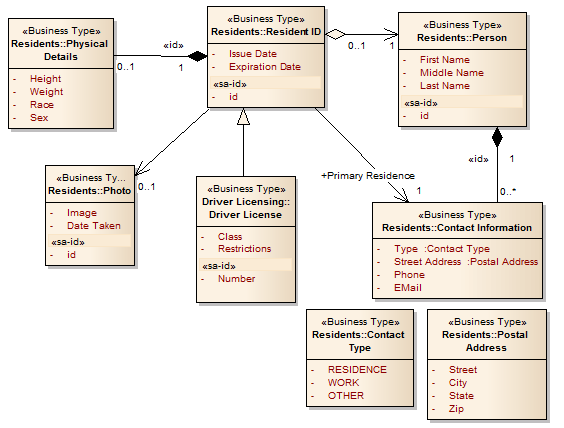 «Business Type»
Residents::Physical
Details
- Height
- Weight
- Race
- Sex
«id»
0..1
1
«Business Type»
Residents::Resident ID
- Issue Date
- Expiration Date
«sa-id»
- id
0..1
1
«Business Type»
Residents::Person
- First Name
- Middle Name
- Last Name
«sa-id»
- id
«Business Ty...
Residents::Photo
- Image
- Date Taken
«sa-id»
- id
0..1
«Business Type»
Driver Licensing::
Driver License
- Class
- Restrictions
«sa-id»
- Number
+Primary Residence
1
«id»
1
0..*
«Business Type»
Residents::Contact Information
- Type :Contact Type
- Street Address :Postal Address
- Phone
- EMail
«Business Type»
Residents::Contact
Type
- RESIDENCE
- WORK
- OTHER
«Business Type»
Residents::Postal
Address
- Street
- City
- State
- Zip